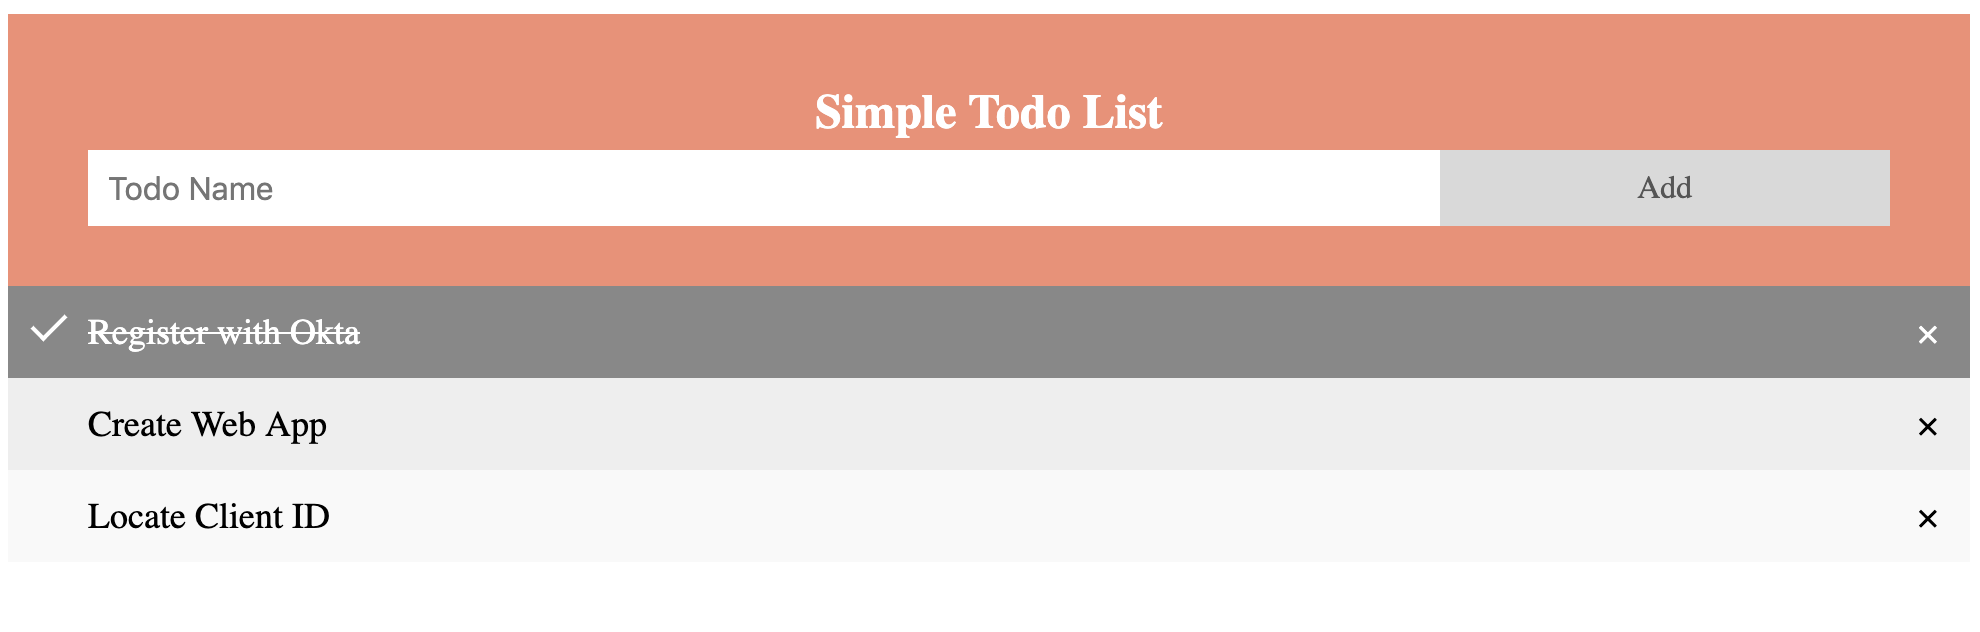 Simple Todo List
Todo Name
Add
Register with Okta
×
Create Web App
×
Locate Client ID
×